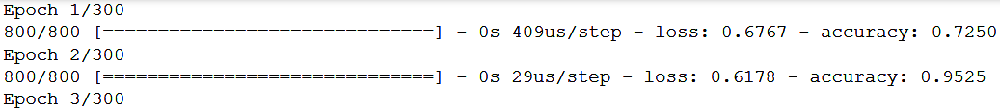 Epoch 1/300
800/800 [==============================] - 0s 409us/step - loss: 0.6767 - accuracy: 0.7250
Epoch 2/300
800/800 [==============================] - 0s 29us/step - loss: 0.6178 - accuracy: 0.9525
Epoch 3/300